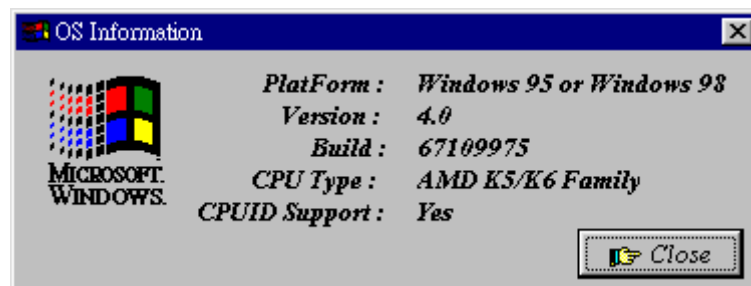 OS Information
PlatForm : Windows 95 or Windows 98
Version : 4.0
Build : 67109975
CPU Type : AMD K5/K6 Family
CPUID Support : Yes
MICROSOFT.
WINDOWS.
Close